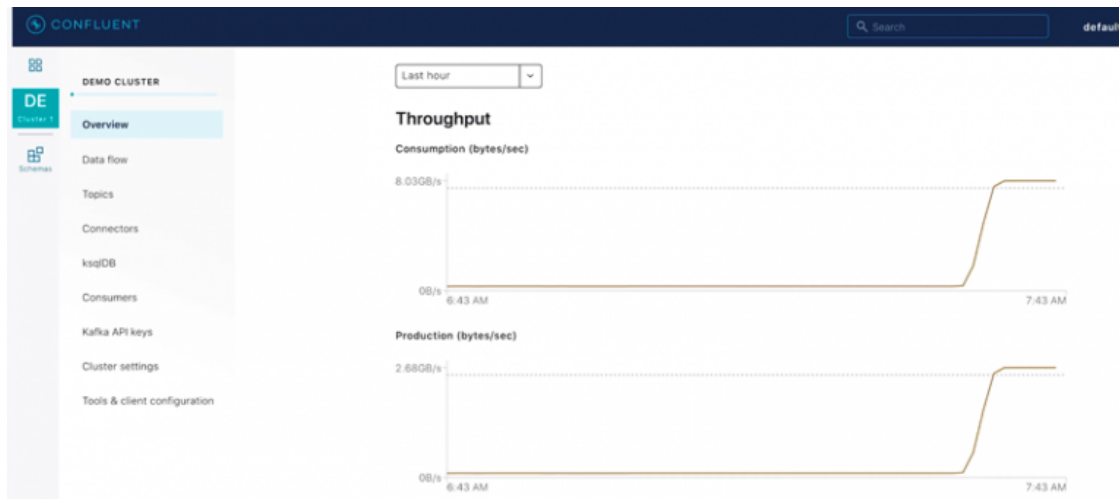 CONFLUENT
Search
default
DE
Cluster 1
Schemas
DEMO CLUSTER
Overview
Data flow
Topics
Connectors
ksqlDB
Consumers
Kafka API keys
Cluster settings
Tools & client configuration
Last hour
Throughput
Consumption (bytes/sec)
8.03GB/s
0B/s
6:43 AM
7:43 AM
Production (bytes/sec)
2.68GB/s
0B/s
6:43 AM
7:43 AM